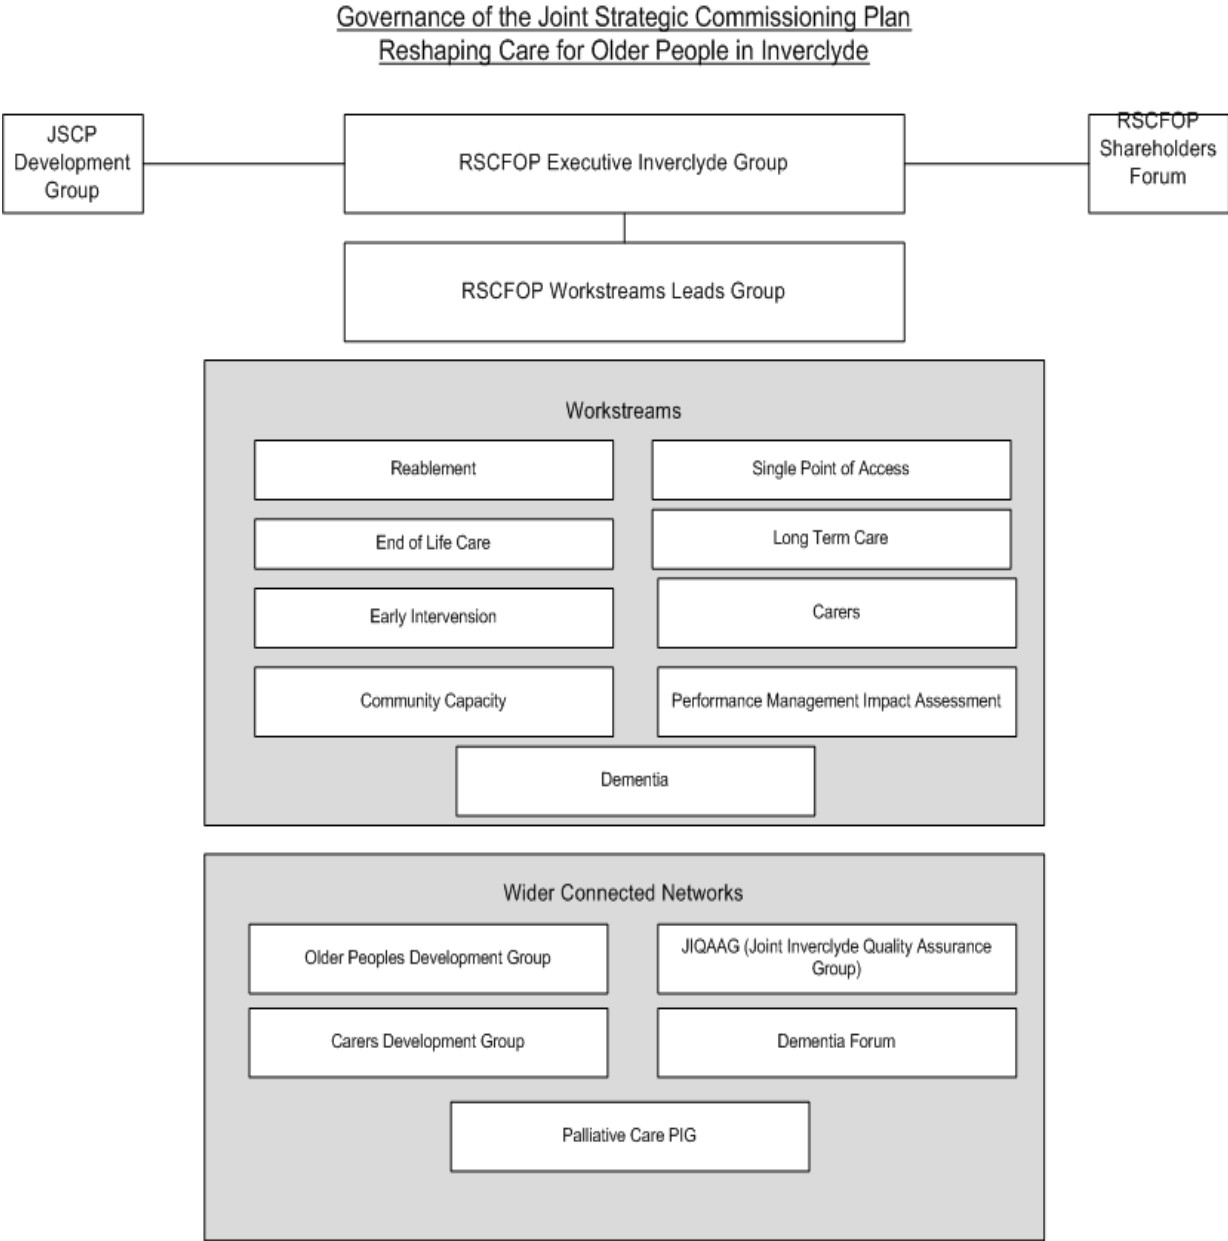 Governance of the Joint Strategic Commissioning Plan
Reshaping Care for Older People in Inverclyde
JSCP
Development
Group
RSCFOP Executive Inverclyde Group
RSCFOP
Shareholders
Forum
RSCFOP Workstreams Leads Group
Workstreams
Reablement
Single Point of Access
End of Life Care
Long Term Care
Early Intervension
Carers
Community Capacity
Performance Management Impact Assessment
Dementia
Wider Connected Networks
Older Peoples Development Group
JIQAAG (Joint Inverclyde Quality Assurance
Group)
Carers Development Group
Dementia Forum
Palliative Care PIG